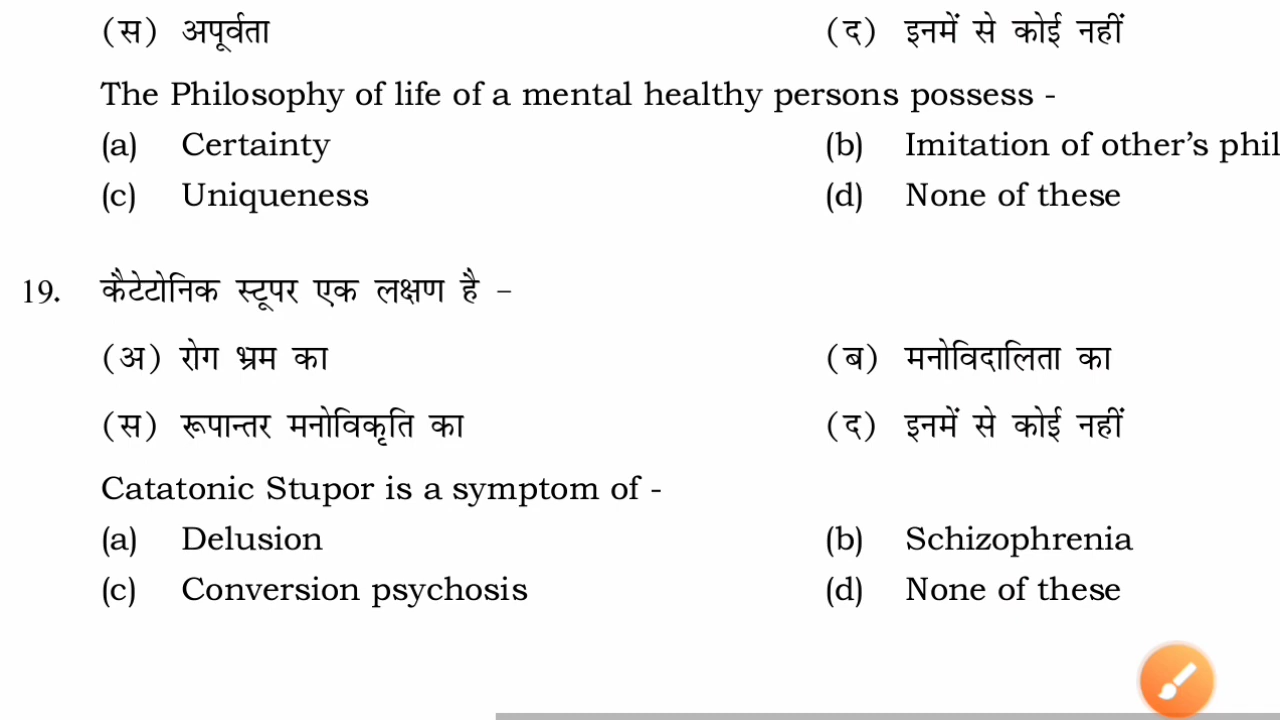 (स) अपूर्वता (द) इनमें से कोई नहीं
The Philosophy of life of a mental healthy persons possess -
(a) Certainty (b) Imitation of other's phil
(c) Uniqueness (d) None of these
19. कैटेटोनिक स्टूपर एक लक्षण है –
(अ) रोग भ्रम का (ब) मनोविदालिता का
(स) रूपान्तर मनोविकृति का (द) इनमें से कोई नहीं
Catatonic Stupor is a symptom of -
(a) Delusion (b) Schizophrenia
(c) Conversion psychosis (d) None of these